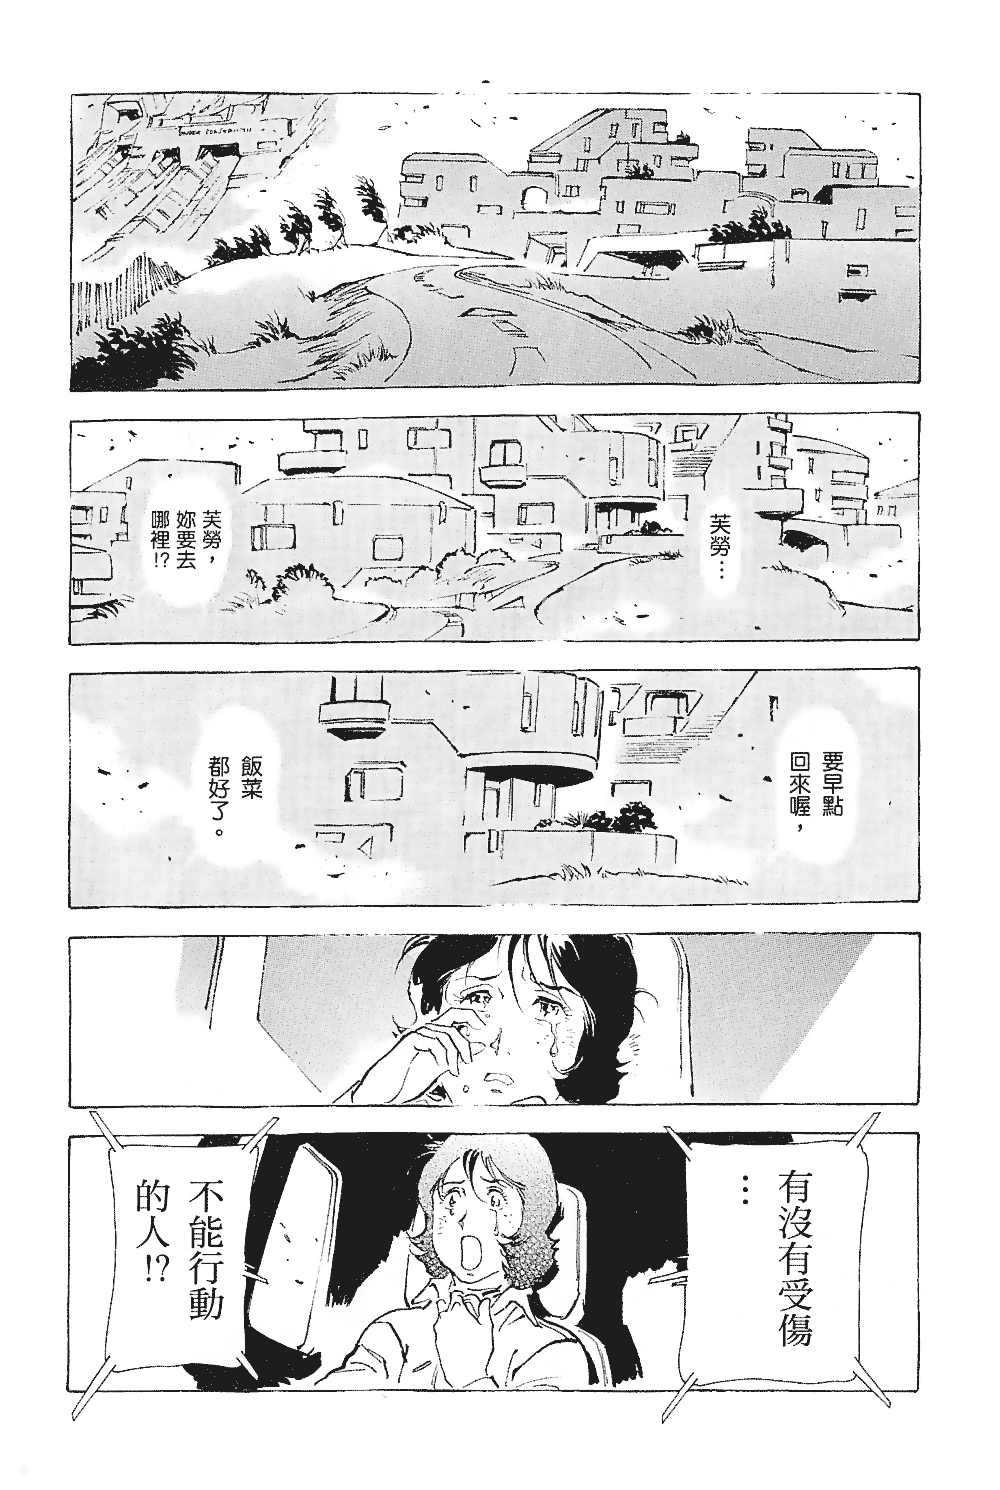 芙勞…
芙勞，
妳要去
哪裡!?
要早點
回來喔，
飯菜
都好了。
有沒有受傷
…
不能行動
的人!?